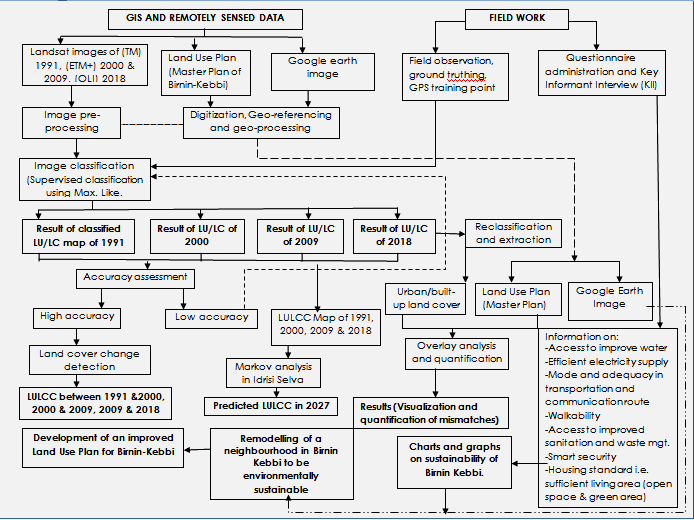 GIS AND REMOTELY SENSED DATA
FIELD WORK
Landsat images of (TM)
1991, (ETM+) 2000 &
2009, (OLI) 2018
Land Use Plan
(Master Plan of
Birnin-Kebbi)
Google earth
image
Field observation,
ground truthing,
GPS training point
Questionnaire
administration and Key
Informant Interview (KII)
Image pre-
processing
Digitization, Geo-referencing
and geo-processing
Image classification
(Supervised classification
using Max. Like.
Result of classified
LU/LC map of 1991
Result of LU/LC of
2000
Result of LU/LC
of 2009
Result of LU/LC
of 2018
Reclassification
and extraction
Accuracy assessment
Urban/built-
up land cover
Land Use Plan
(Master Plan)
Google Earth
Image
High accuracy
Low accuracy
LULCC Map of 1991,
2000, 2009 & 2018
Land cover change
detection
Markov analysis
in Idrisi Selva
Overlay analysis
and quantification
Information on:
-Access to improve water
-Efficient electricity supply
-Mode and adequacy in
transportation and
communication route
-Walkability
-Access to improved
sanitation and waste mgt.
-Smart security
-Housing standard i.e.
sufficient living area (open
space & green area)
LULCC between 1991 &2000,
2000 & 2009, 2009 & 2018
Predicted LULCC in 2027
Results (Visualization and
quantification of mismatches)
Development of an improved
Land Use Plan for Birnin-Kebbi
Remodelling of a
neighbourhood in Birnin
Kebbi to be
environmentally
sustainable
Charts and graphs
on sustainability of
Birnin Kebbi.